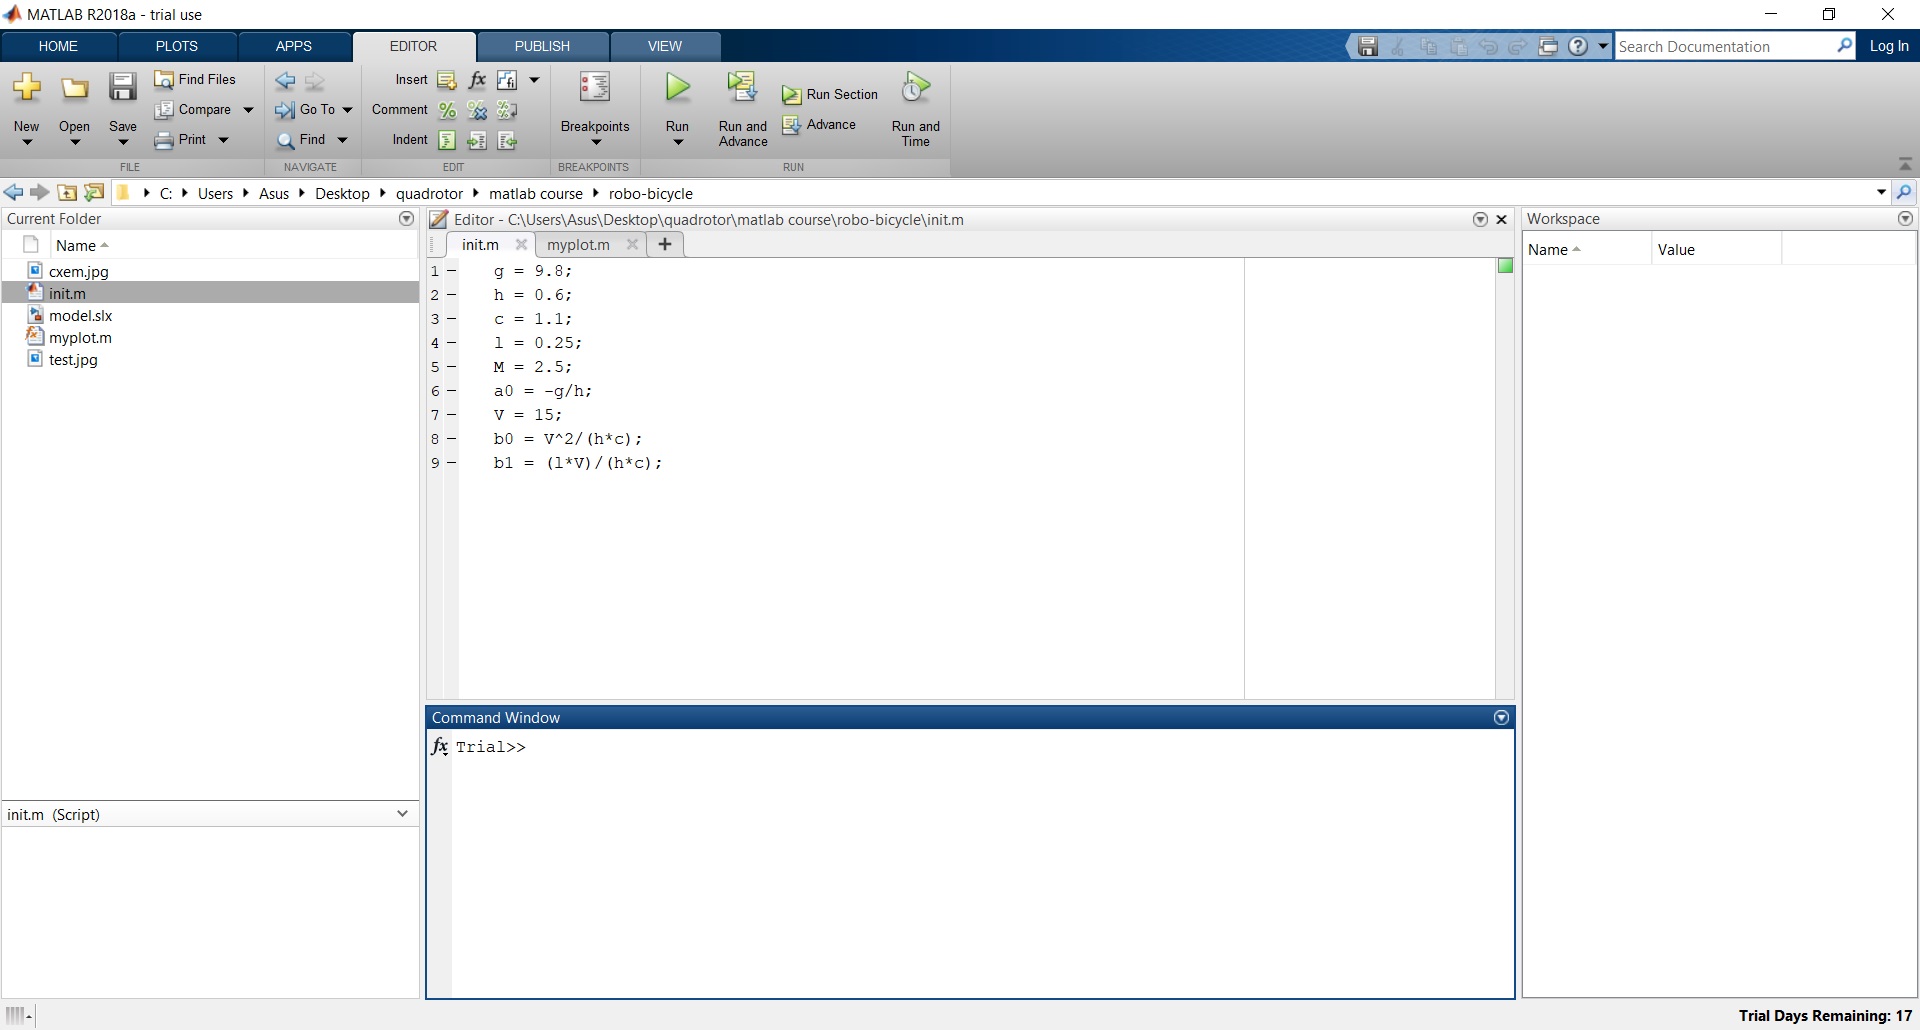 MATLAB R2018a - trial use
HOME PLOTS APPS EDITOR PUBLISH VIEW
Search Documentation
Log In
New
Open
Save
Find Files
Compare
Print
FILE
Go To
Find
NAVIGATE
Insert
Comment
Indent
EDIT
Breakpoints
BREAKPOINTS
Run
Run and
Advance
Run Section
Advance
Run and
Time
RUN
C: Users Asus Desktop quadrotor matlab course robo-bicycle
Current Folder
Name
cxem.jpg
init.m
model.slx
myplot.m
test.jpg
init.m (Script)
Editor - C:\Users\Asus\Desktop\quadrotor\matlab course\robo-bicycle\init.m
init.m myplot.m
1 – g = 9.8;
2 – h = 0.6;
3 – c = 1.1;
4 – l = 0.25;
5 – M = 2.5;
6 – a0 = -g/h;
7 – V = 15;
8 – b0 = V^2/(h*c);
9 – b1 = (l*V)/(h*c);
Command Window
fx Trial>>
Workspace
Name Value
Trial Days Remaining: 17